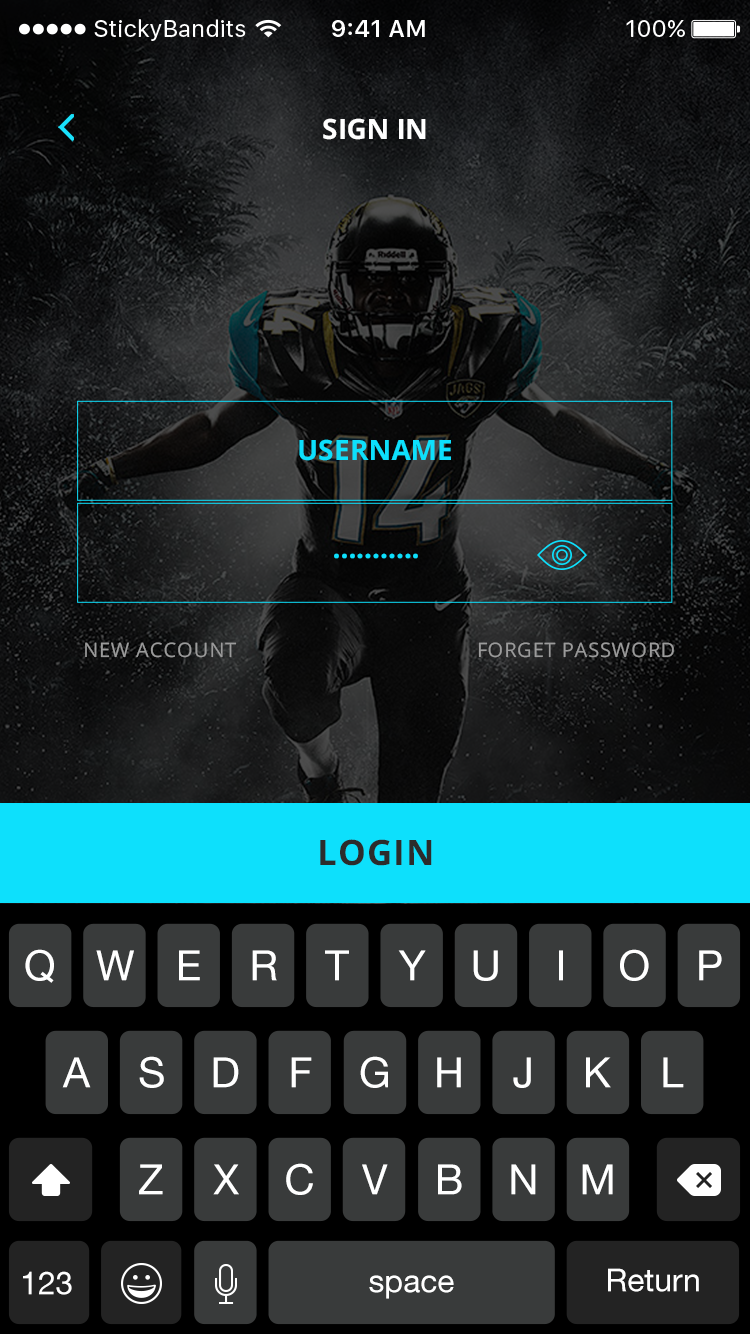 StickyBandits 9:41 AM 100%
SIGN IN
Riddell
JAGS
USERNAME
14
NEW ACCOUNT FORGET PASSWORD
LOGIN
Q W E R T Y U I O P
A S D F G H J K L
Z X C V B N M
123 space Return